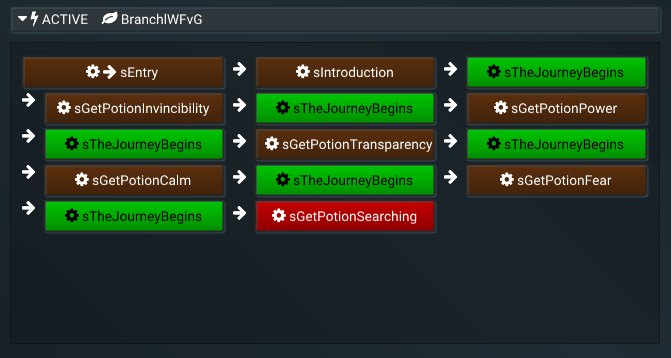 ACTIVE BranchIWFvG
sEntry sIntroduction sTheJourneyBegins
sGetPotionInvincibility sTheJourneyBegins sGetPotionPower
sTheJourneyBegins sGetPotionTransparency sTheJourneyBegins
sGetPotionCalm sTheJourneyBegins sGetPotionFear
sTheJourneyBegins sGetPotionSearching